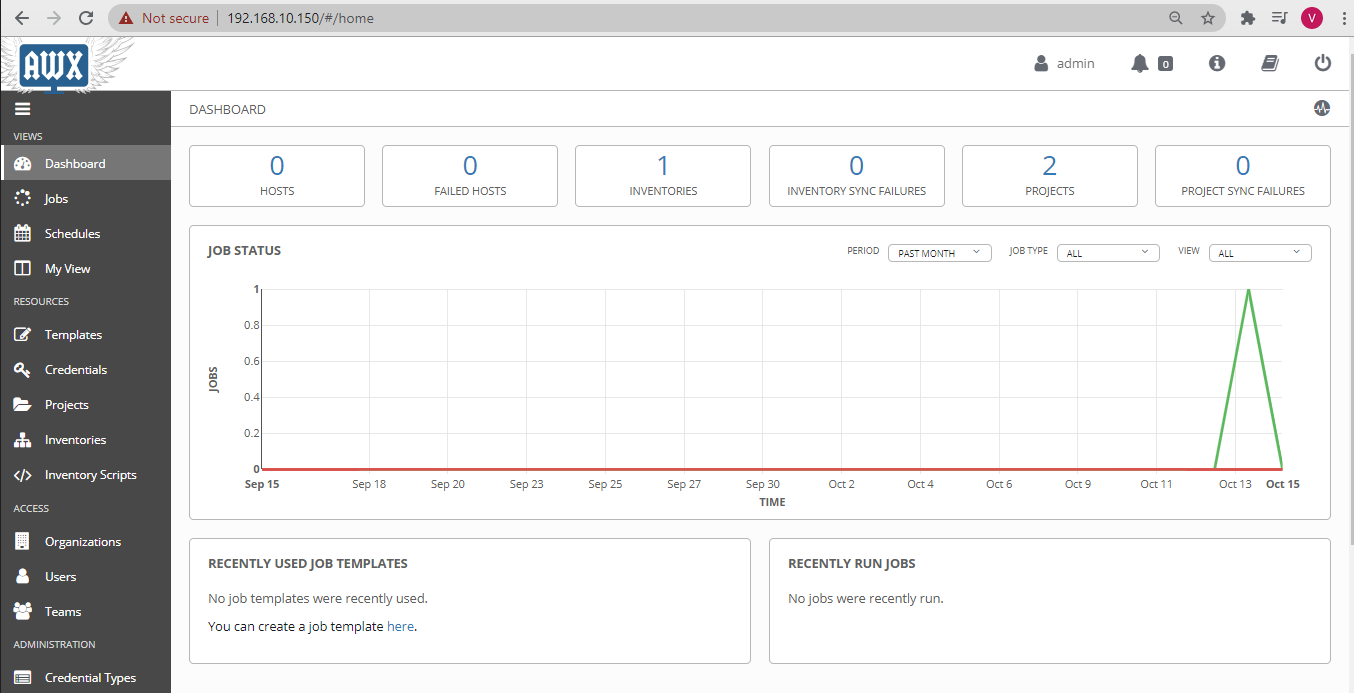 Not secure 192.168.10.150/#/home V
AWX admin 0
DASHBOARD
VIEWS
Dashboard
Jobs
Schedules
My View
RESOURCES
Templates
Credentials
Projects
Inventories
Inventory Scripts
ACCESS
Organizations
Users
Teams
ADMINISTRATION
Credential Types
0 0 1 0 2 0
HOSTS FAILED HOSTS INVENTORIES INVENTORY SYNC FAILURES PROJECTS PROJECT SYNC FAILURES
JOB STATUS PERIOD PAST MONTH JOB TYPE ALL VIEW ALL
1
0.8
0.6
0.4
0.2
0
JOBS
Sep 15 Sep 18 Sep 20 Sep 23 Sep 25 Sep 27 Sep 30 Oct 2 Oct 4 Oct 6 Oct 9 Oct 11 Oct 13 Oct 15
TIME
RECENTLY USED JOB TEMPLATES
No job templates were recently used.
You can create a job template here.
RECENTLY RUN JOBS
No jobs were recently run.